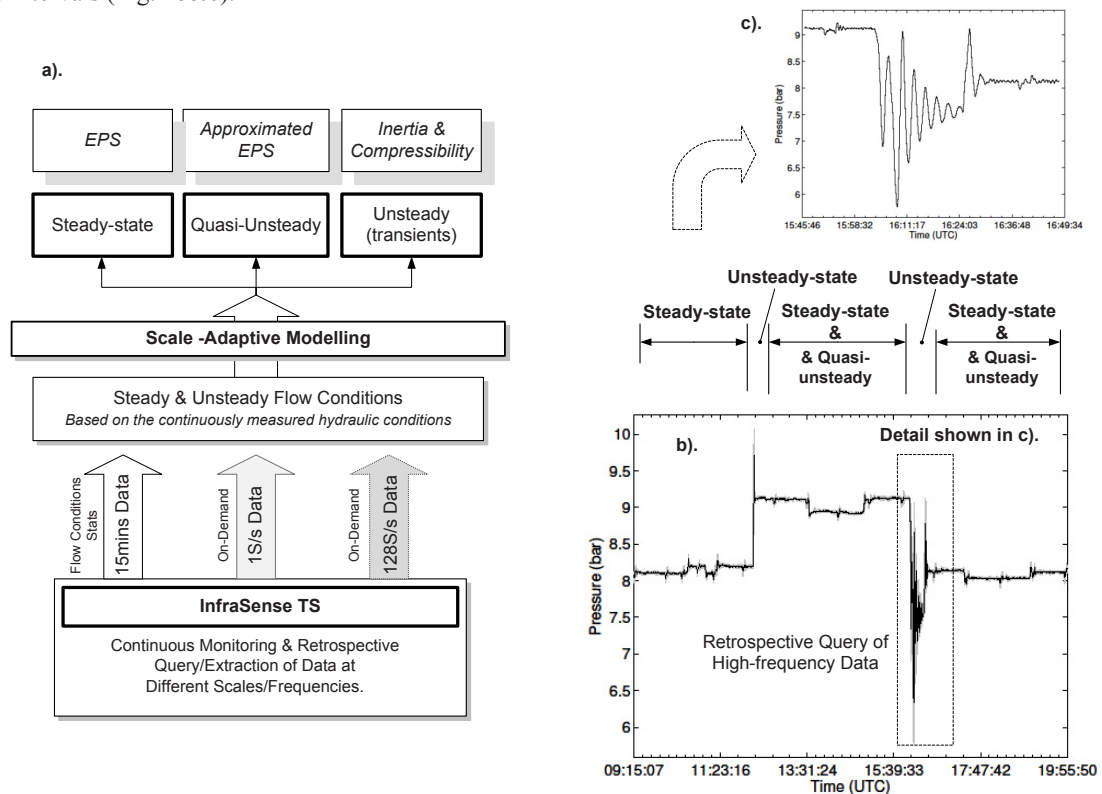 a).
EPS
Approximated
EPS
Inertia &
Compressibility
Steady-state
Quasi-Unsteady
Unsteady
(transients)
Scale -Adaptive Modelling
Steady & Unsteady Flow Conditions
Based on the continuously measured hydraulic conditions
Flow Conditions
Stats
15mins Data
On-Demand
1S/s Data
On-Demand
128S/s Data
InfraSense TS
Continuous Monitoring & Retrospective
Query/Extraction of Data at
Different Scales/Frequencies.
c).
Pressure (bar)
9
8.5
8
7.5
7
6.5
6
15:45:46 15:58:32 16:11:17 16:24:03 16:36:48 16:49:34
Time (UTC)
Unsteady-state
Unsteady-state
Steady-state
Steady-state
&
& Quasi-
unsteady
Steady-state
&
& Quasi-
unsteady
b).
Detail shown in c).
Pressure (bar)
10
9.5
9
8.5
8
7.5
7
6.5
6
Retrospective Query of
High-frequency Data
09:15:07 11:23:16 13:31:24 15:39:33 17:47:42 19:55:50
Time (UTC)